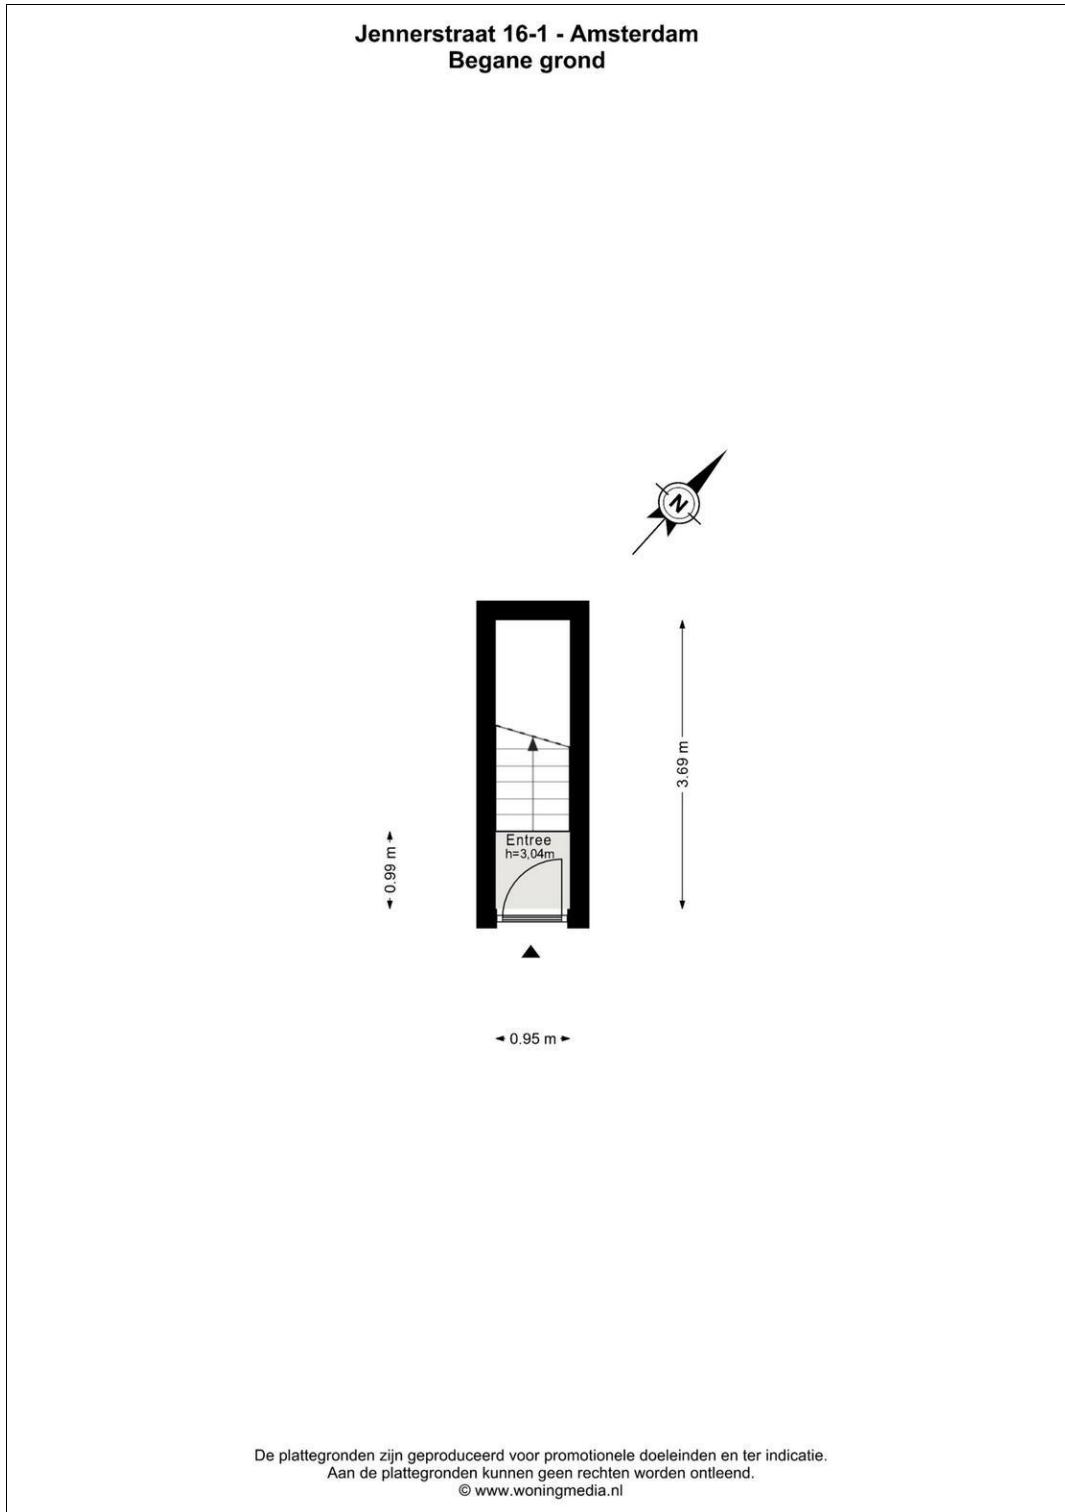 Jennerstraat 16-1 - Amsterdam
Begane grond
N
3.69 m
Entree
h=3,04m
0.99 m
0.95 m
De plattegronden zijn geproduceerd voor promotionele doeleinden en ter indicatie.
Aan de plattegronden kunnen geen rechten worden ontleend.
© www.woningmedia.nl